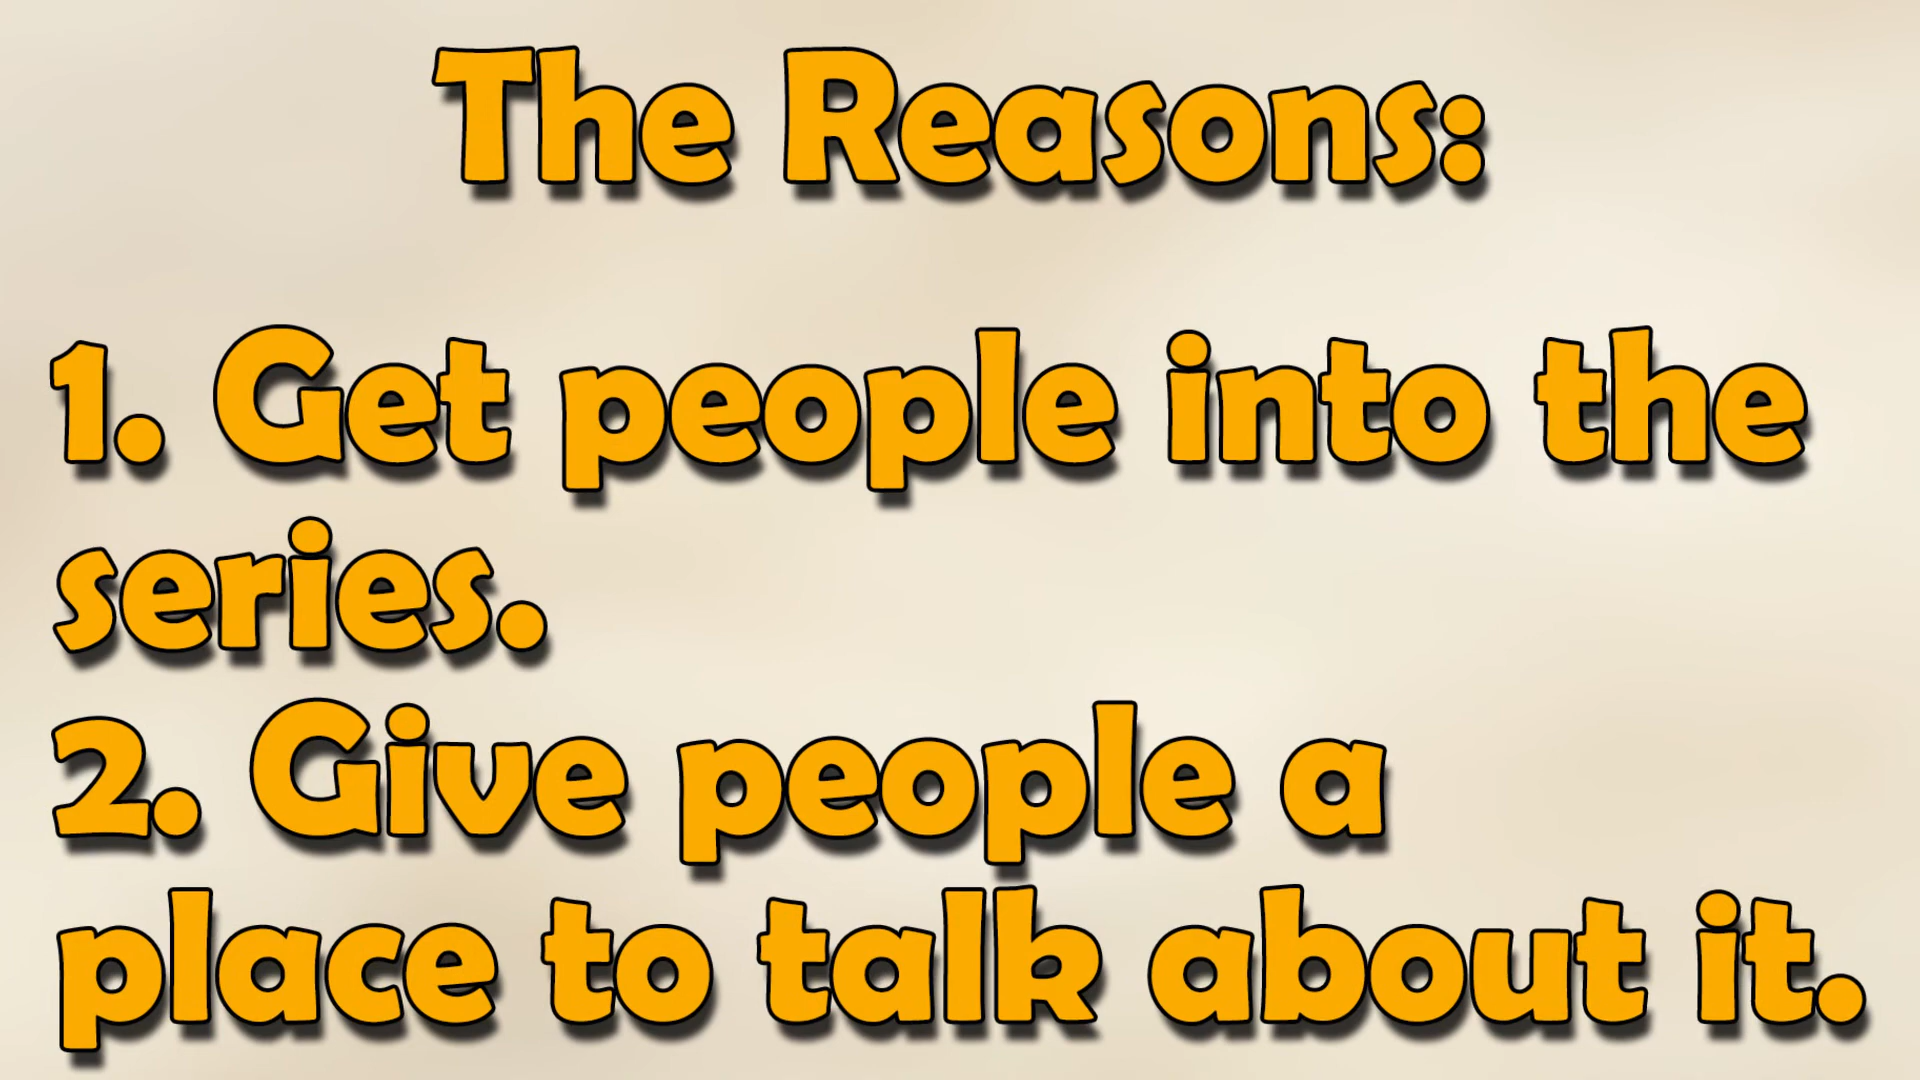 The Reasons:
1. Get people into the
series.
2. Give people a
place to talk about it.